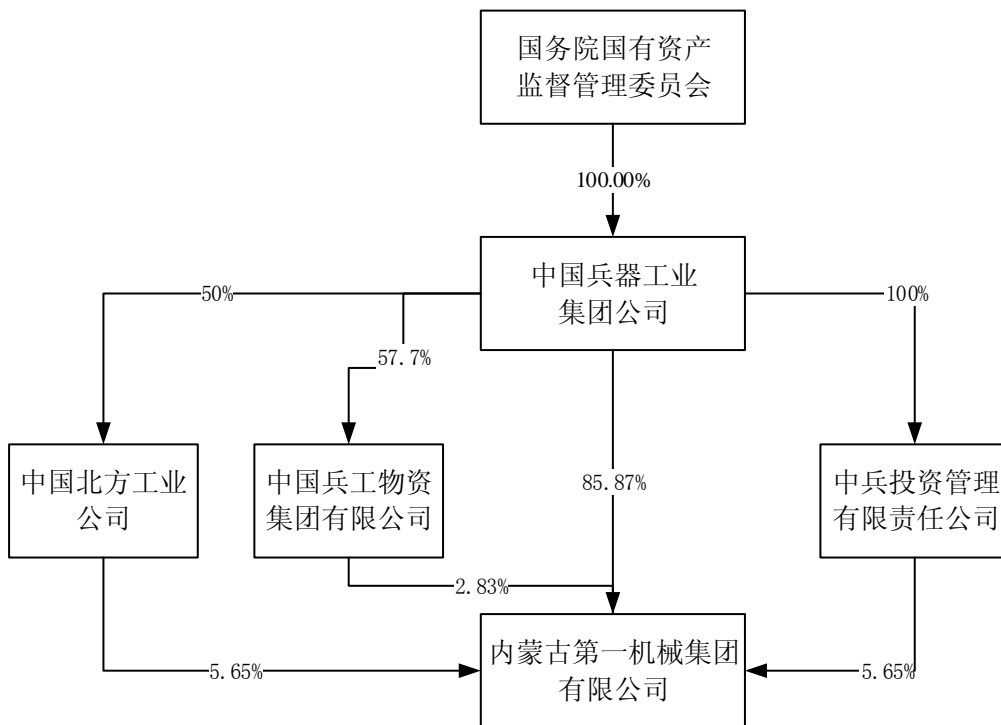 国务院国有资产
监督管理委员会
100.00%
中国兵器工业
集团公司
50%
100%
57.7%
中国北方工业
公司
中国兵工物资
集团有限公司
85.87%
中兵投资管理
有限责任公司
2.83%
内蒙古第一机械集团
有限公司
5.65%
5.65%